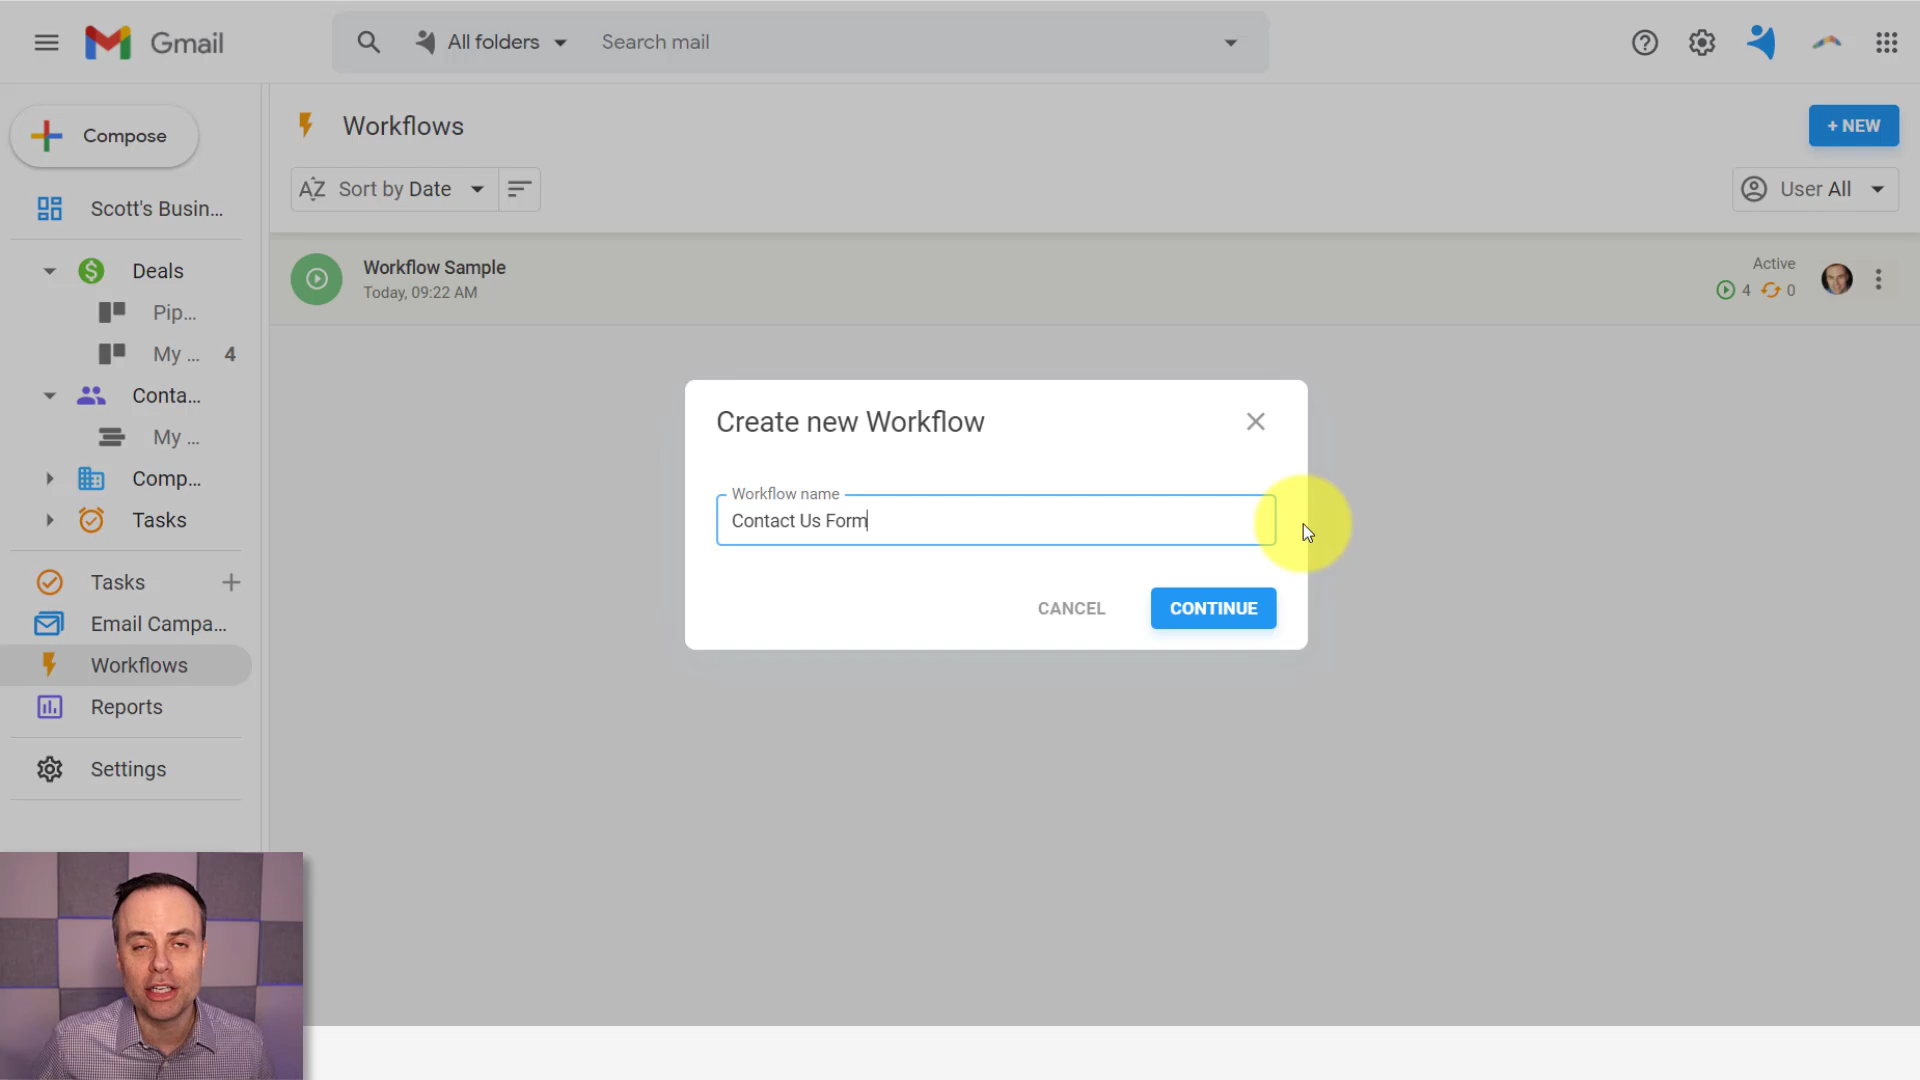 Gmail
All folders
Search mail
Compose
Workflows
+ NEW
Sort by Date
User All
Scott's Busin...
Deals
Pip...
My ... 4
Conta...
My ...
Comp...
Tasks
Tasks
Email Campa...
Workflows
Reports
Settings
Workflow Sample
Today, 09:22 AM
Active
4 0
Create new Workflow
Workflow name
Contact Us Form
CANCEL
CONTINUE